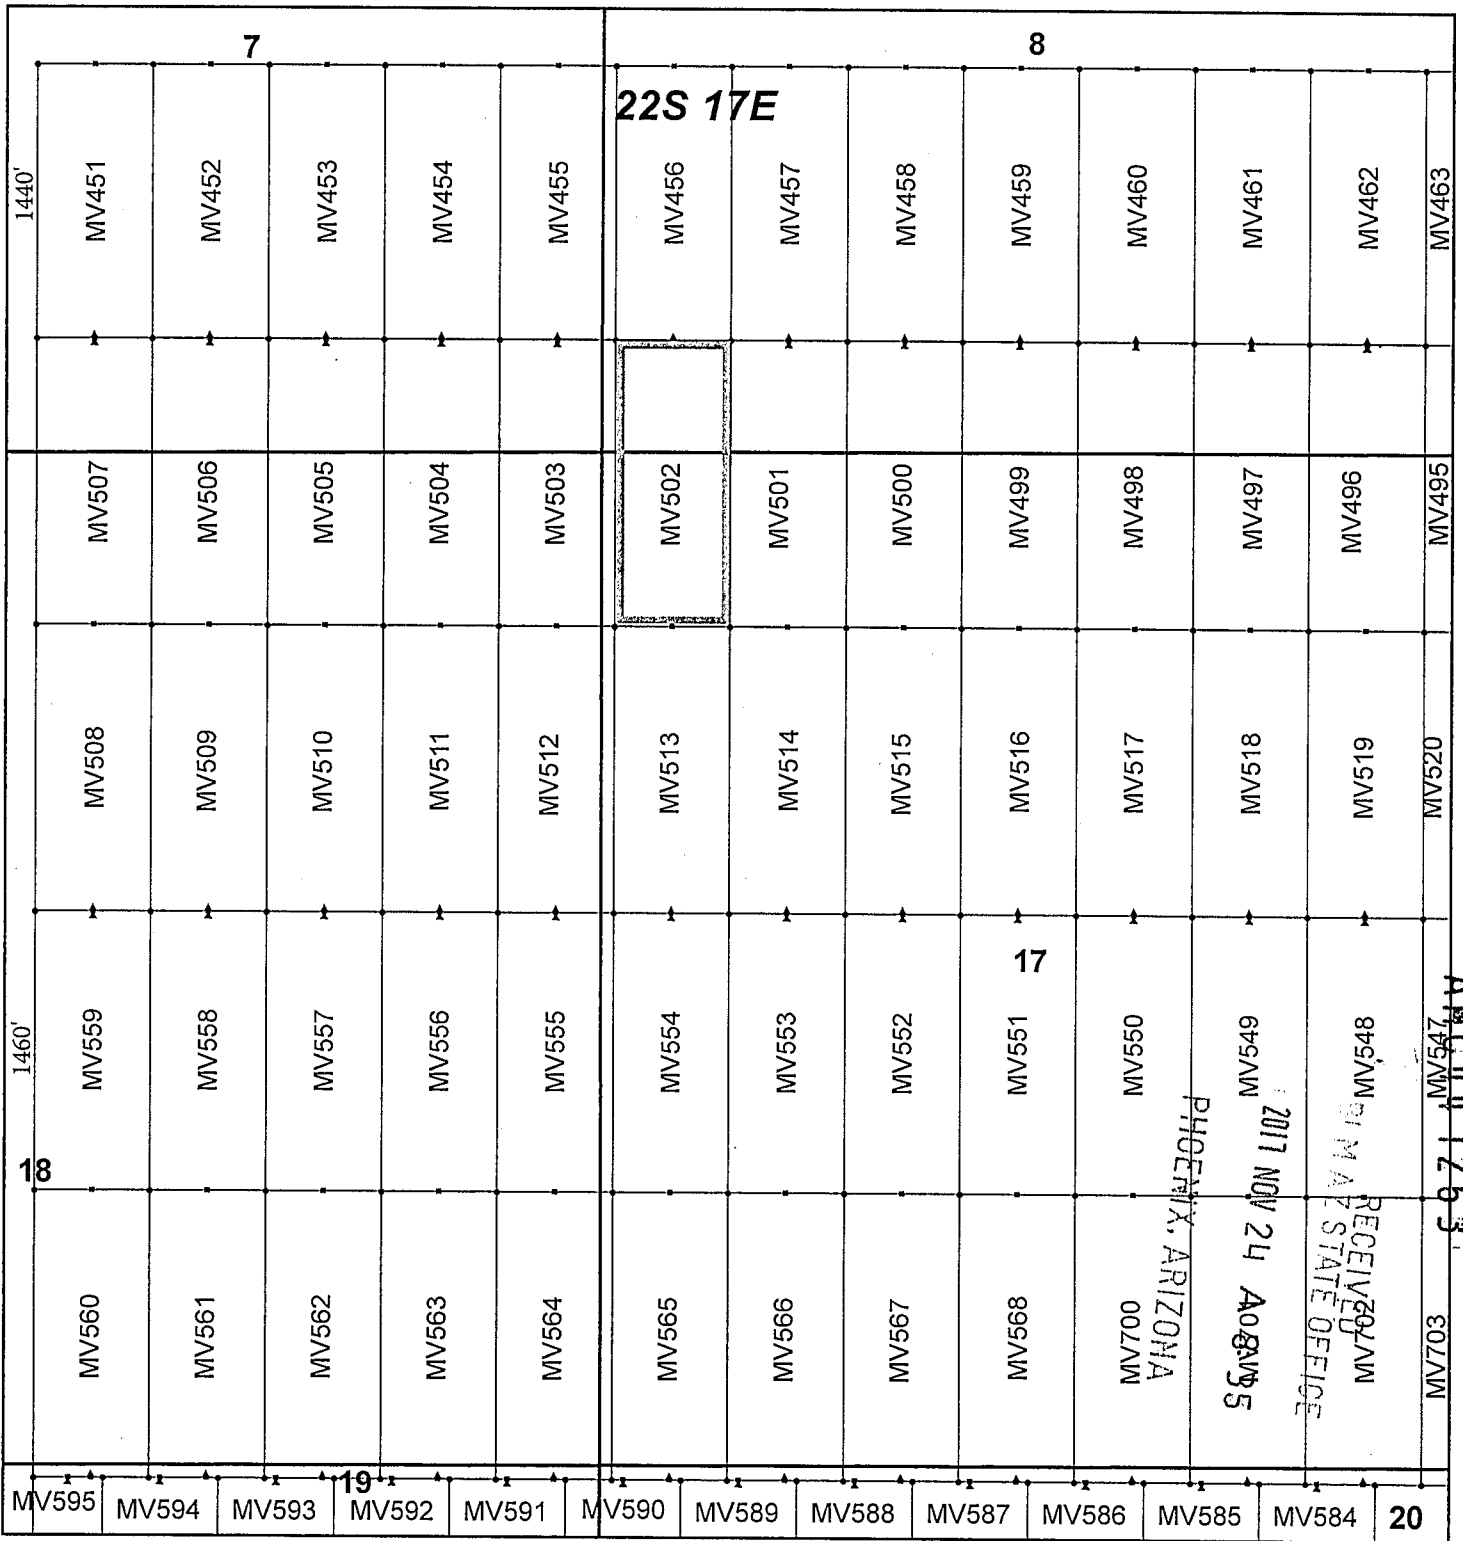 7 8
22S 17E
1440'
MV451 MV452 MV453 MV454 MV455 MV456 MV457 MV458 MV459 MV460 MV461 MV462 MV463
MV507 MV506 MV505 MV504 MV503 MV502 MV501 MV500 MV499 MV498 MV497 MV496 MV495
MV508 MV509 MV510 MV511 MV512 MV513 MV514 MV515 MV516 MV517 MV518 MV519 MV520
17
1460'
MV559 MV558 MV557 MV556 MV555 MV554 MV553 MV552 MV551 MV550 MV549 MV548 MV547
18
MV560 MV561 MV562 MV563 MV564 MV565 MV566 MV567 MV568 MV700 MV702 MV703
RECEIVED
AZ STATE OFFICE
NOV 24 A
PHOENIX, ARIZONA
19
MV595 MV594 MV593 MV592 MV591 MV590 MV589 MV588 MV587 MV586 MV585 MV584 20